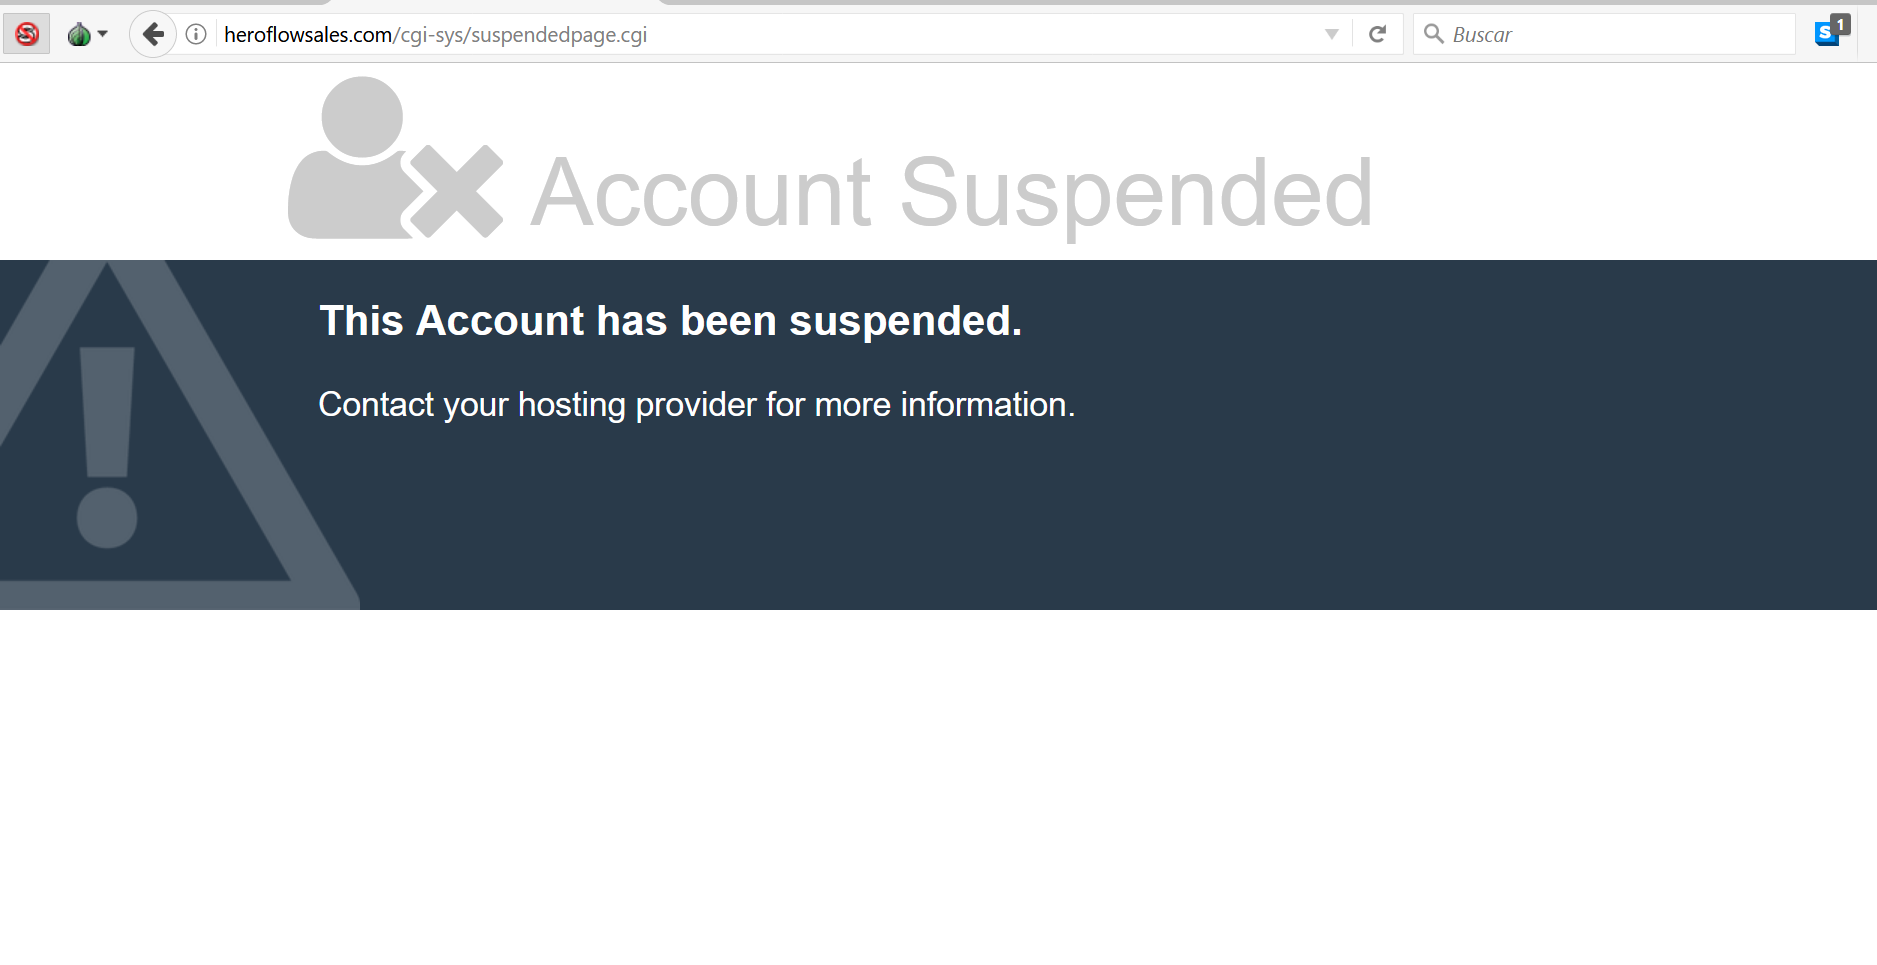 heroflowsales.com/cgi-sys/suspendedpage.cgi
Buscar
S 1
Account Suspended
This Account has been suspended.
Contact your hosting provider for more information.